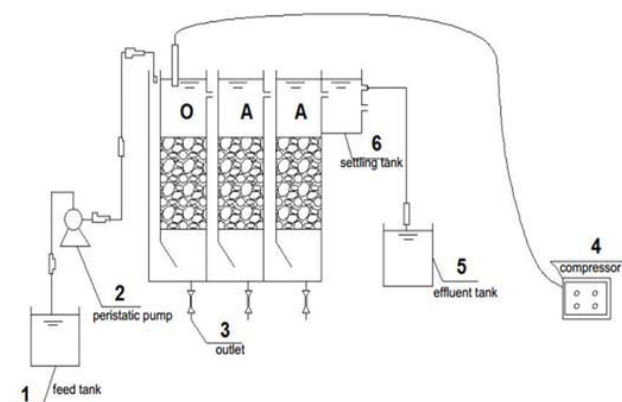 O A A
6
settling tank
4
compressor
5
effluent tank
2
peristatic pump
3
outlet
1
feed tank